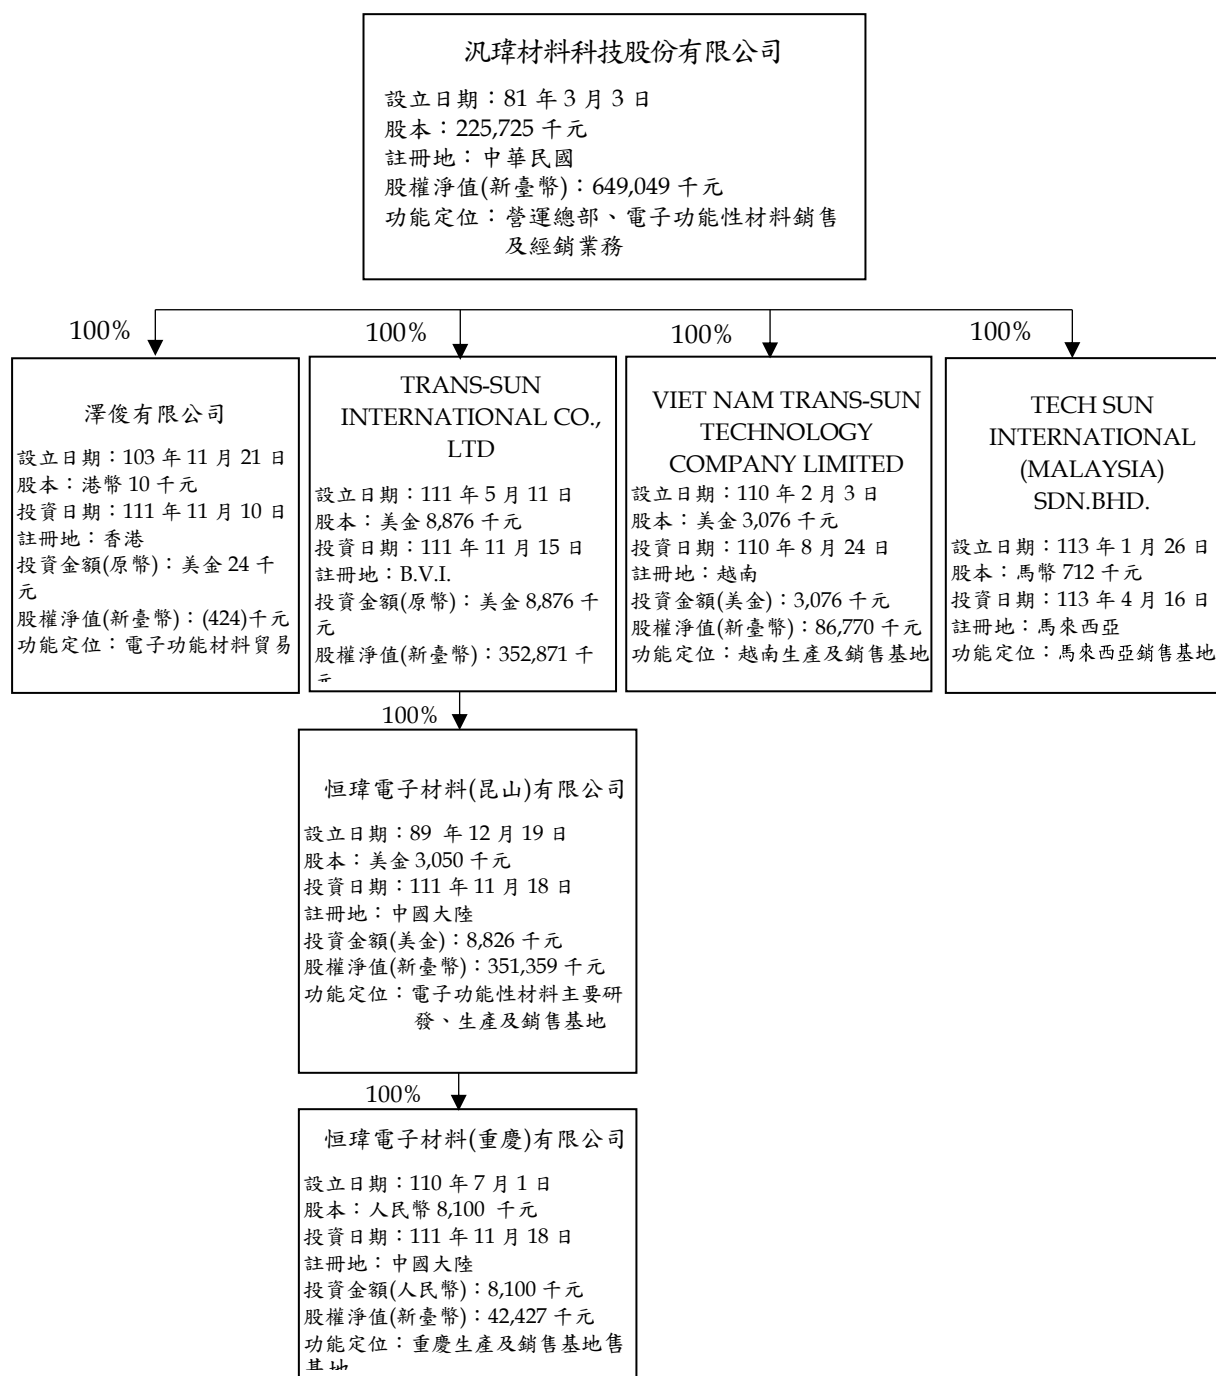 汎瑋材料科技股份有限公司
設立日期：81 年 3 月 3 日
股本：225,725 千元
註冊地：中華民國
股權淨值(新臺幣)：649,049 千元
功能定位：營運總部、電子功能性材料銷售
及經銷業務
100%
100%
100%
100%
澤俊有限公司
設立日期：103 年 11 月 21 日
股本：港幣 10 千元
投資日期：111 年 11 月 10 日
註冊地：香港
投資金額(原幣)：美金 24 千
元
股權淨值(新臺幣)：(424)千元
功能定位：電子功能材料貿易
TRANS-SUN
INTERNATIONAL CO.,
LTD
設立日期：111 年 5 月 11 日
股本：美金 8,876 千元
投資日期：111 年 11 月 15 日
註冊地：B.V.I.
投資金額(原幣)：美金 8,876 千
元
股權淨值(新臺幣)：352,871 千
VIET NAM TRANS-SUN
TECHNOLOGY
COMPANY LIMITED
設立日期：110 年 2 月 3 日
股本：美金 3,076 千元
投資日期：110 年 8 月 24 日
註冊地：越南
投資金額(美金)：3,076 千元
股權淨值(新臺幣)：86,770 千元
功能定位：越南生產及銷售基地
TECH SUN
INTERNATIONAL
(MALAYSIA)
SDN.BHD.
設立日期：113 年 1 月 26 日
股本：馬幣 712 千元
投資日期：113 年 4 月 16 日
註冊地：馬來西亞
功能定位：馬來西亞銷售基地
100%
恒瑋電子材料(昆山)有限公司
設立日期：89 年 12 月 19 日
股本：美金 3,050 千元
投資日期：111 年 11 月 18 日
註冊地：中國大陸
投資金額(美金)：8,826 千元
股權淨值(新臺幣)：351,359 千元
功能定位：電子功能性材料主要研
發、生產及銷售基地
100%
恒瑋電子材料(重慶)有限公司
設立日期：110 年 7 月 1 日
股本：人民幣 8,100 千元
投資日期：111 年 11 月 18 日
註冊地：中國大陸
投資金額(人民幣)：8,100 千元
股權淨值(新臺幣)：42,427 千元
功能定位：重慶生產及銷售基地售